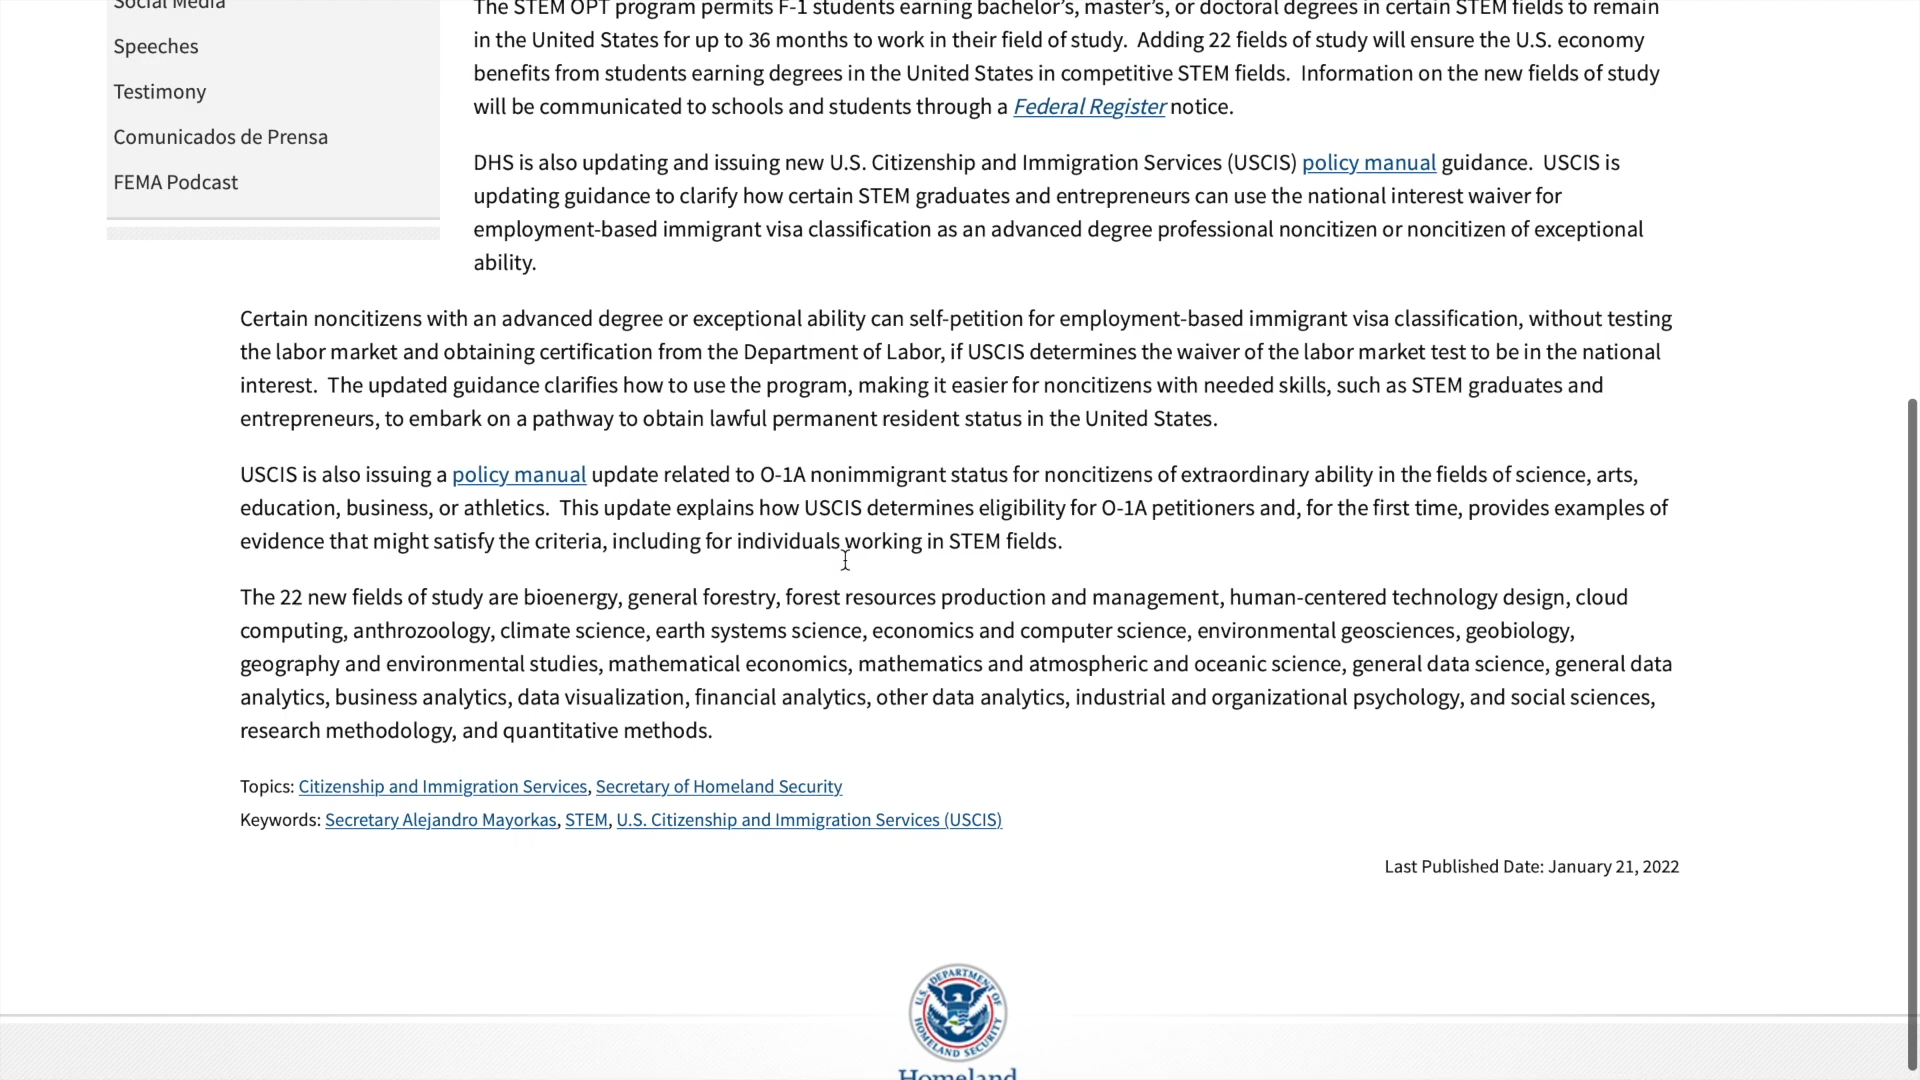 Social Media
Speeches
Testimony
Comunicados de Prensa
FEMA Podcast
The STEM OPT program permits F-1 students earning bachelor’s, master’s, or doctoral degrees in certain STEM fields to remain
in the United States for up to 36 months to work in their field of study.  Adding 22 fields of study will ensure the U.S. economy
benefits from students earning degrees in the United States in competitive STEM fields.  Information on the new fields of study
will be communicated to schools and students through a Federal Register notice.
DHS is also updating and issuing new U.S. Citizenship and Immigration Services (USCIS) policy manual guidance.  USCIS is
updating guidance to clarify how certain STEM graduates and entrepreneurs can use the national interest waiver for
employment-based immigrant visa classification as an advanced degree professional noncitizen or noncitizen of exceptional
ability.
Certain noncitizens with an advanced degree or exceptional ability can self-petition for employment-based immigrant visa classification, without testing
the labor market and obtaining certification from the Department of Labor, if USCIS determines the waiver of the labor market test to be in the national
interest.  The updated guidance clarifies how to use the program, making it easier for noncitizens with needed skills, such as STEM graduates and
entrepreneurs, to embark on a pathway to obtain lawful permanent resident status in the United States.
USCIS is also issuing a policy manual update related to O-1A nonimmigrant status for noncitizens of extraordinary ability in the fields of science, arts,
education, business, or athletics.  This update explains how USCIS determines eligibility for O-1A petitioners and, for the first time, provides examples of
evidence that might satisfy the criteria, including for individuals working in STEM fields.
The 22 new fields of study are bioenergy, general forestry, forest resources production and management, human-centered technology design, cloud
computing, anthrozoology, climate science, earth systems science, economics and computer science, environmental geosciences, geobiology,
geography and environmental studies, mathematical economics, mathematics and atmospheric and oceanic science, general data science, general data
analytics, business analytics, data visualization, financial analytics, other data analytics, industrial and organizational psychology, and social sciences,
research methodology, and quantitative methods.
Topics: Citizenship and Immigration Services, Secretary of Homeland Security
Keywords: Secretary Alejandro Mayorkas, STEM, U.S. Citizenship and Immigration Services (USCIS)
Last Published Date: January 21, 2022
U.S. DEPARTMENT OF
HOMELAND SECURITY
Homeland